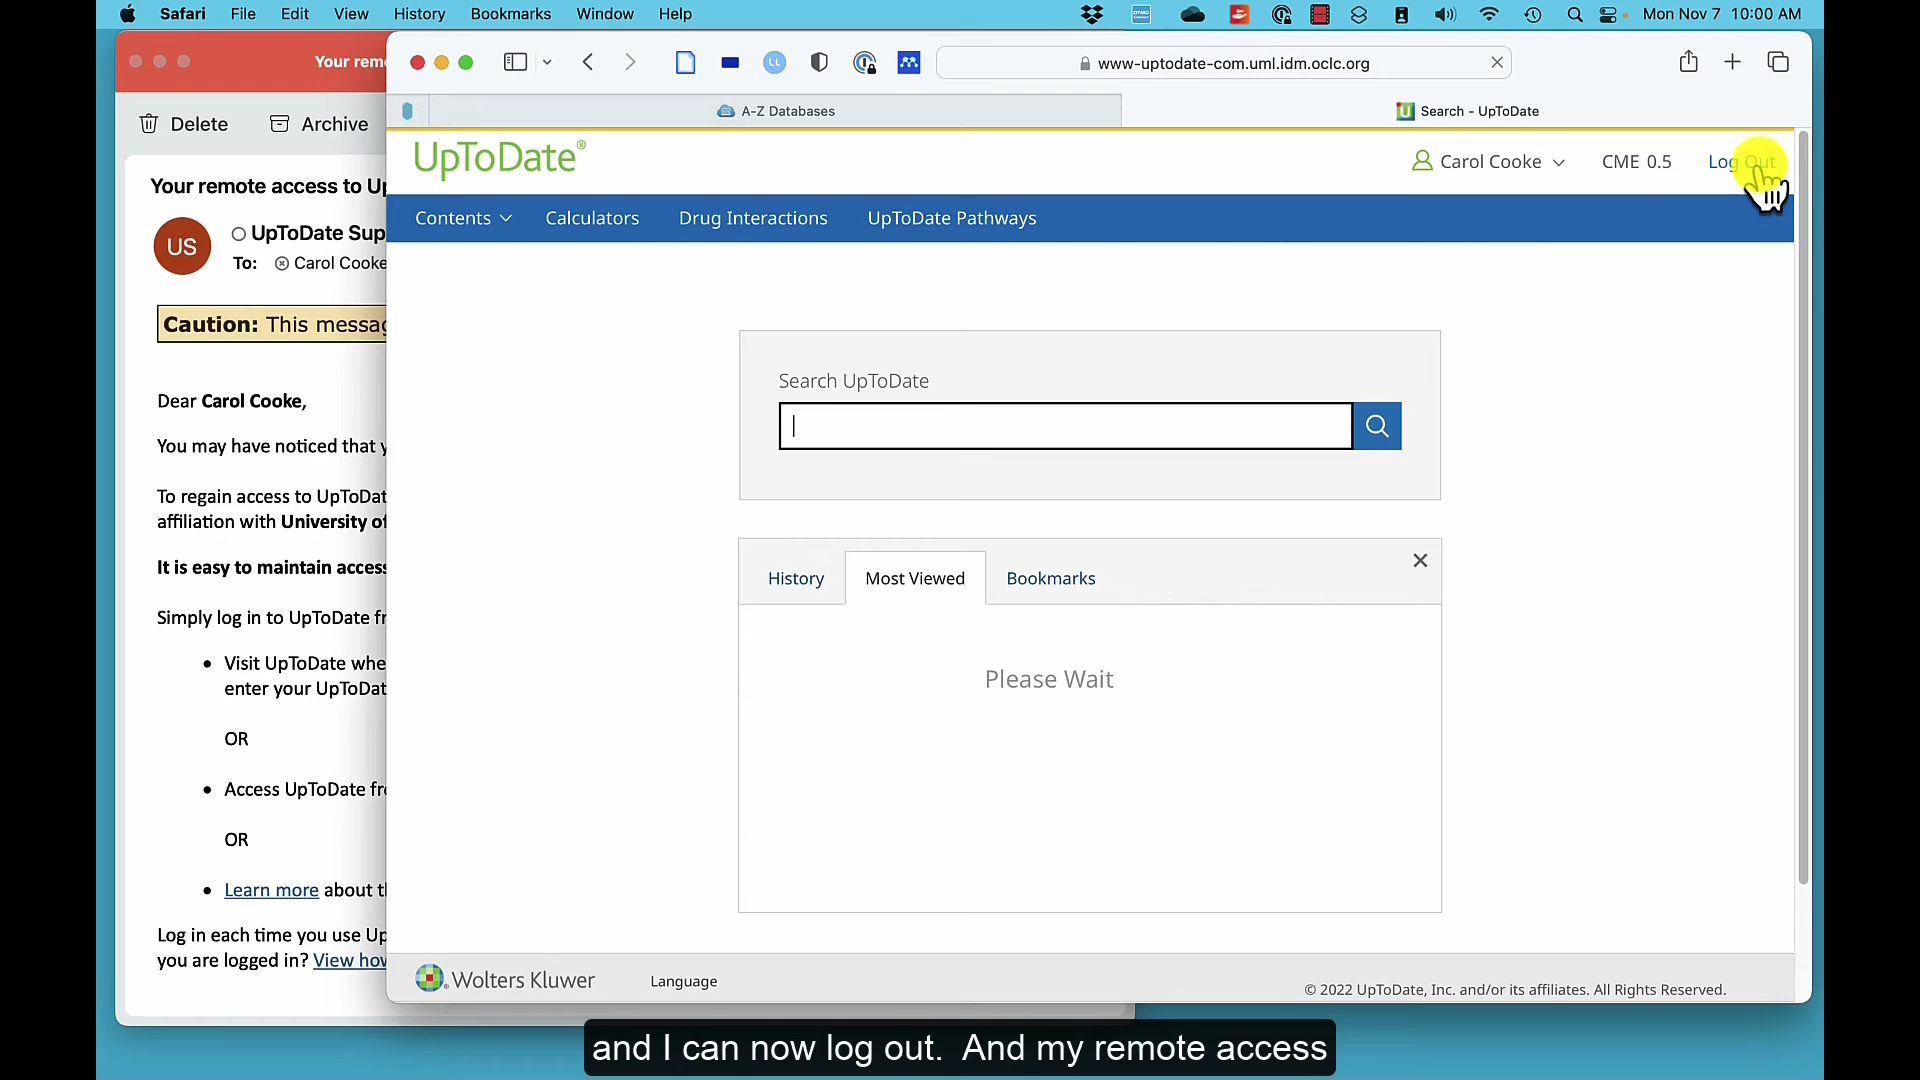 Safari File Edit View History Bookmarks Window Help
Mon Nov 7 10:00 AM
Your rem
www-uptodate-com.uml.idm.oclc.org
A-Z Databases
Search - UpToDate
Delete Archive
UpToDate®
Carol Cooke CME 0.5 Log Out
Contents Calculators Drug Interactions UpToDate Pathways
Your remote access to Up
US
UpToDate Sup
To: Carol Cooke
Caution: This messag
Dear Carol Cooke,
You may have noticed that y
To regain access to UpToDat
affiliation with University of
It is easy to maintain access
Simply log in to UpToDate fr
• Visit UpToDate whe
enter your UpToDat
OR
• Access UpToDate fr
OR
• Learn more about t
Log in each time you use Up
you are logged in? View how
Search UpToDate
History Most Viewed Bookmarks
Please Wait
Wolters Kluwer Language
© 2022 UpToDate, Inc. and/or its affiliates. All Rights Reserved.
and I can now log out. And my remote access